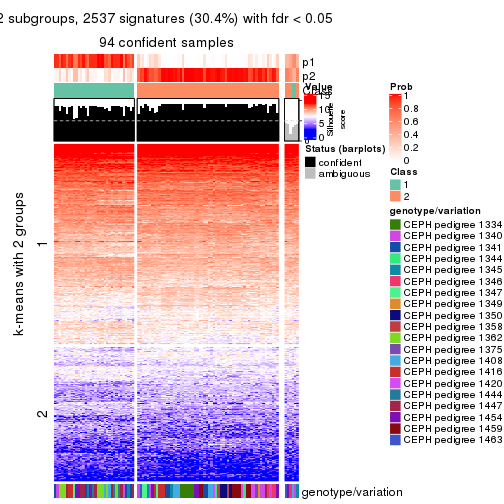 2 subgroups, 2537 signatures (30.4%) with fdr < 0.05
94 confident samples
p1
p2
Class
Value
15
10
5
0
Silhouette
score
Prob
1
0.8
0.6
0.4
0.2
0
Status (barplots)
confident
ambiguous
Class
1
2
genotype/variation
CEPH pedigree 1334
CEPH pedigree 1340
CEPH pedigree 1341
CEPH pedigree 1344
CEPH pedigree 1345
CEPH pedigree 1346
CEPH pedigree 1347
CEPH pedigree 1349
CEPH pedigree 1350
CEPH pedigree 1358
CEPH pedigree 1362
CEPH pedigree 1375
CEPH pedigree 1408
CEPH pedigree 1416
CEPH pedigree 1420
CEPH pedigree 1444
CEPH pedigree 1447
CEPH pedigree 1454
CEPH pedigree 1459
CEPH pedigree 1463
k-means with 2 groups
1
2
genotype/variation